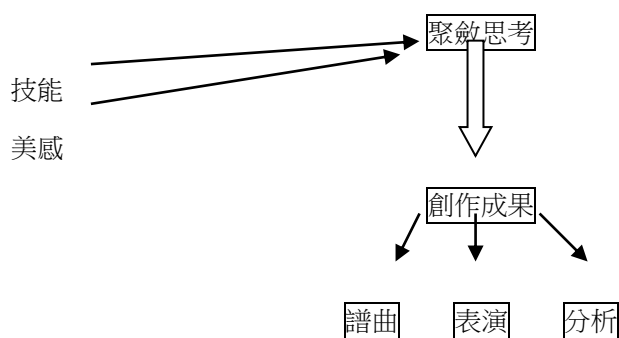 聚斂思考
技能
美感
創作成果
譜曲 表演 分析